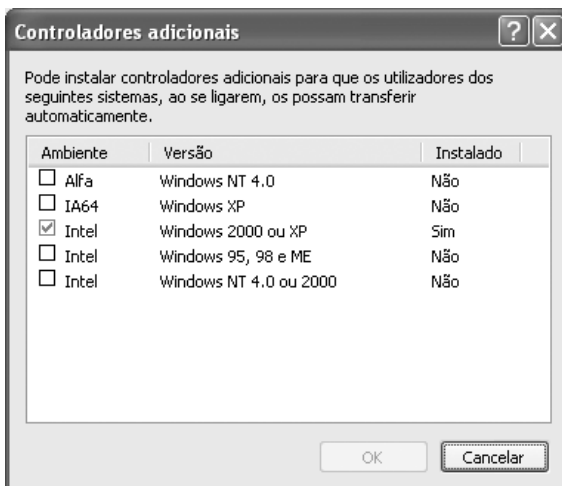 Controladores adicionais
Pode instalar controladores adicionais para que os utilizadores dos
seguintes sistemas, ao se ligarem, os possam transferir
automaticamente.
Ambiente Versão Instalado
Alfa Windows NT 4.0 Não
IA64 Windows XP Não
Intel Windows 2000 ou XP Sim
Intel Windows 95, 98 e ME Não
Intel Windows NT 4.0 ou 2000 Não
OK Cancelar